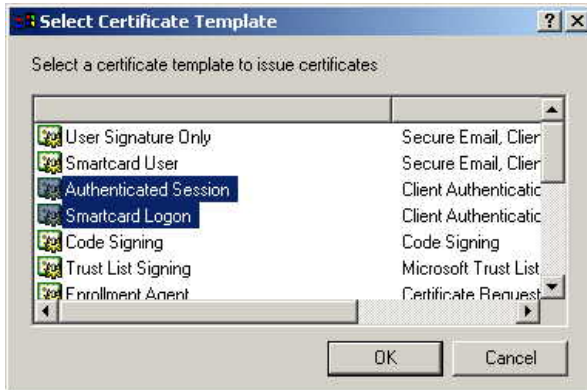 Select Certificate Template
Select a certificate template to issue certificates
User Signature Only Secure Email, Clien
Smartcard User Secure Email, Clien
Authenticated Session Client Authenticatic
Smartcard Logon Client Authenticatic
Code Signing Code Signing
Trust List Signing Microsoft Trust List
Enrollment Agent Certificate Request
OK Cancel